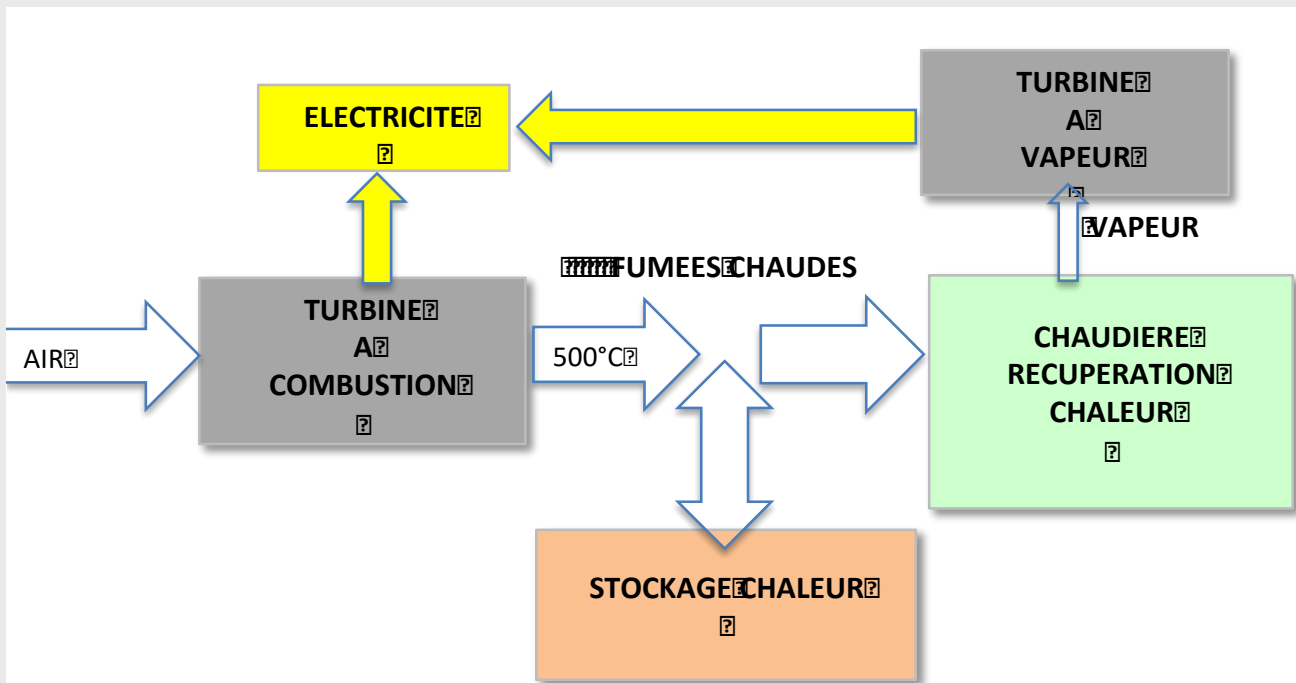 TURBINE
A
VAPEUR
ELECTRICITE
VAPEUR
FUMEES CHAUDES
TURBINE
A
COMBUSTION
AIR
500°C
CHAUDIERE
RECUPERATION
CHALEUR
STOCKAGE CHALEUR